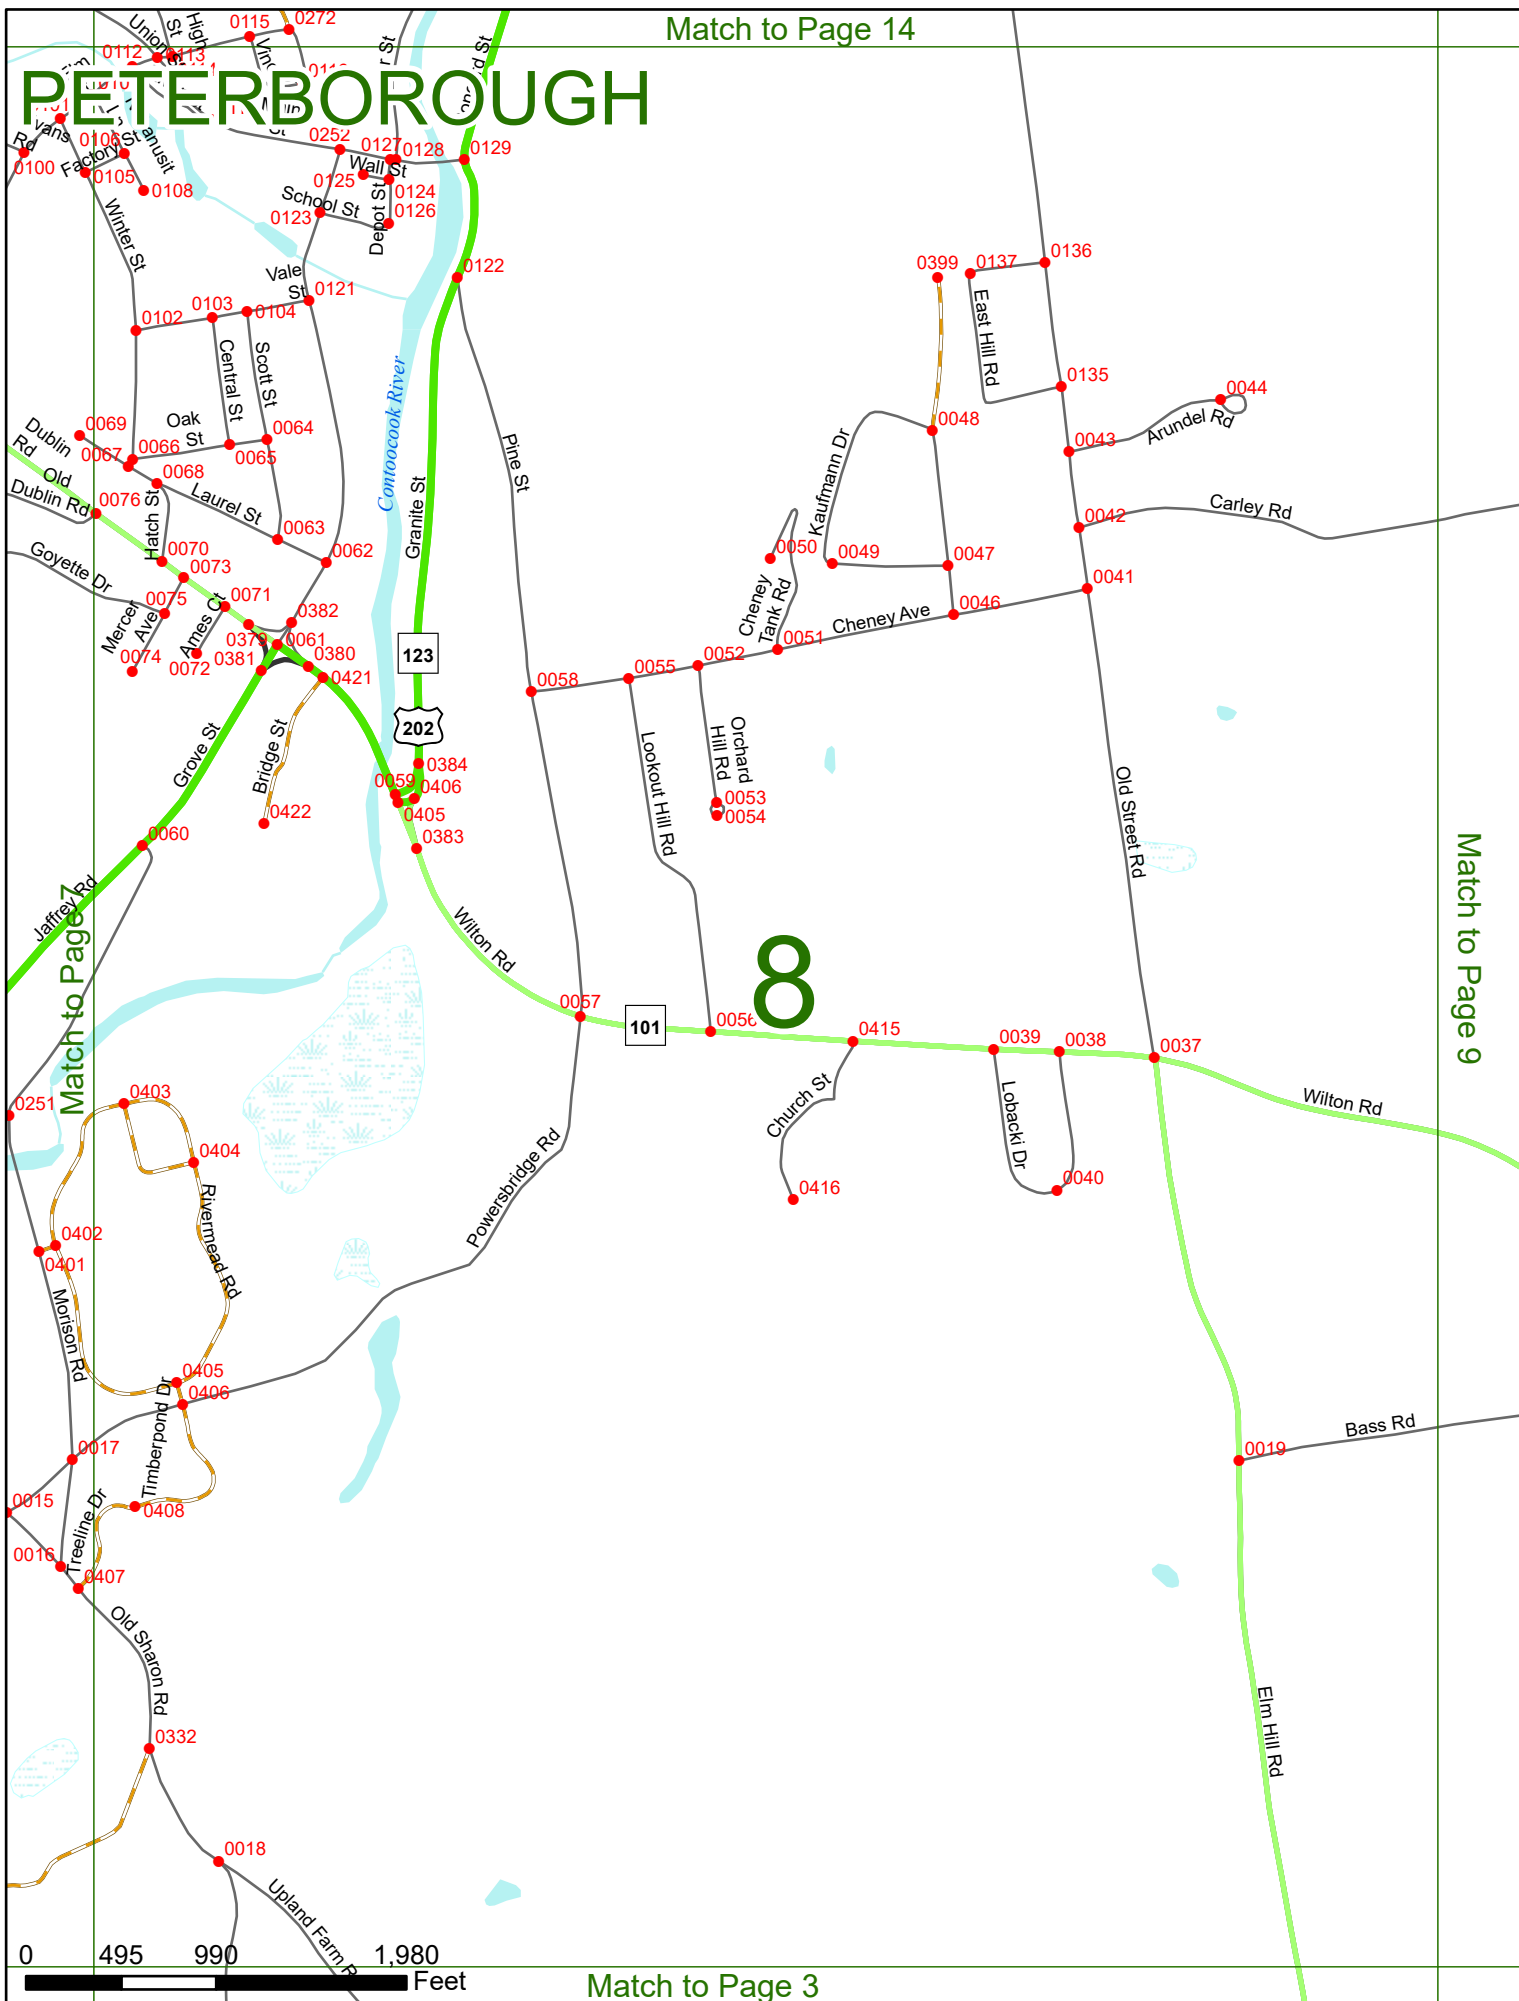 Match to Page 14
PETERBOROUGH
Union St
High St
0115
0272
0112
0113
0252
0127
0128
0129
Wall St
0125
0124
0126
Depot St
School St
0123
0106
Factory St
0100
Rd
0105
0108
Winter St
Vale St
0121
0122
0102
0103
0104
Central St
Scott St
Contoocook River
Granite St
Pine St
0399
0137
0136
East Hill Rd
0135
0044
Arundel Rd
0043
0048
Kaufmann Dr
Carley Rd
0042
0069
Dublin Rd
0067
0066
Oak St
0064
0065
0068
Old Dublin Rd
0076
Laurel St
Hatch St
0063
0062
0070
0073
Goyette Dr
0075
0071
0382
Mercer Ave
Ames Ct
0074
0072
0379
0061
0381
0380
0421
123
202
0050
0049
0047
0041
0046
Cheney Tank Rd
Cheney Ave
0051
0052
0055
0058
Orchard Hill Rd
Lookout Hill Rd
0053
0054
Grove St
Bridge St
0422
0384
0059
0406
0405
0383
0060
Jaffrey Rd
Old Street Rd
Match to Page 7
Match to Page 9
Wilton Rd
8
0057
101
0415
0039
0038
0037
Wilton Rd
Church St
Lobacki Dr
0040
0416
0251
0403
0404
Rivermead Rd
0402
0401
Morison Rd
Powersbridge Rd
0405
0406
Timberpond Dr
0017
0015
0408
0016
Treeline Dr
0407
Bass Rd
0019
Old Sharon Rd
0332
Elm Hill Rd
0018
Upland Farm R
0 495 990 1,980
Feet
Match to Page 3